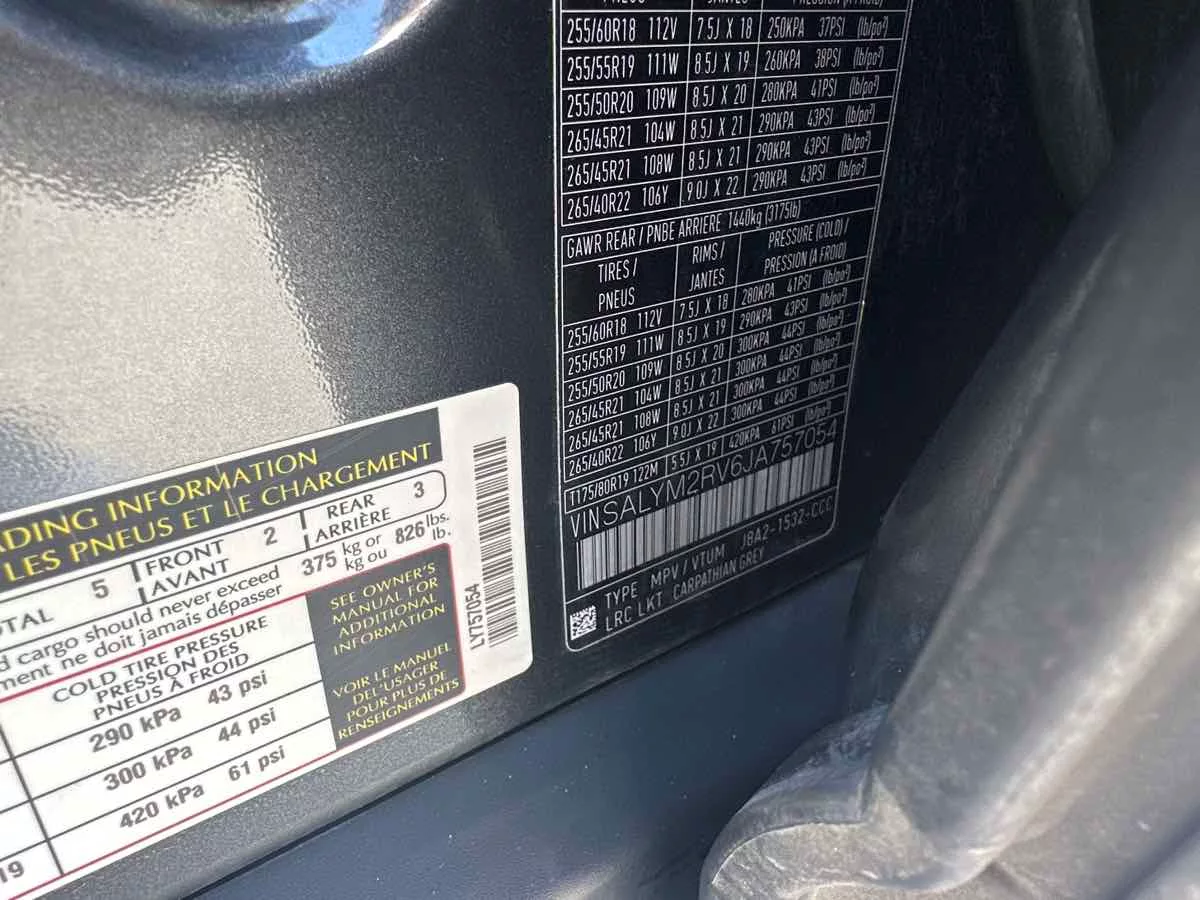 PNEUS JANTES PRESSION (A FROID)
255/60R18 112V 7.5J X 18 250KPA 37PSI (lb/po²)
255/55R19 111W 8.5J X 19 260KPA 38PSI (lb/po²)
255/50R20 109W 8.5J X 20 280KPA 41PSI (lb/po²)
265/45R21 104W 8.5J X 21 290KPA 43PSI (lb/po²)
265/45R21 108W 8.5J X 21 290KPA 43PSI (lb/po²)
265/40R22 106Y 9.0J X 22 290KPA 43PSI (lb/po²)
GAWR REAR / PNBE ARRIERE 1440kg (3175lb)
TIRES / RIMS / PRESSURE (COLD) /
PNEUS JANTES PRESSION (A FROID)
255/60R18 112V 7.5J X 18 280KPA 41PSI (lb/po²)
255/55R19 111W 8.5J X 19 290KPA 43PSI (lb/po²)
255/50R20 109W 8.5J X 20 300KPA 44PSI (lb/po²)
265/45R21 104W 8.5J X 21 300KPA 44PSI (lb/po²)
265/45R21 108W 8.5J X 21 300KPA 44PSI (lb/po²)
265/40R22 106Y 9.0J X 22 300KPA 44PSI (lb/po²)
T175/80R19 122M 5.5J X 19 420KPA 61PSI (lb/po²)
VINSALYM2RV6JA757054
JBA2-1532-CCC
TYPE MPV / VTUM
LRC LKT CARPATHIAN GREY
ADING INFORMATION
LES PNEUS ET LE CHARGEMENT
OTAL 5 FRONT AVANT 2 REAR ARRIÈRE 3
d cargo should never exceed 375 kg or 826 lbs.
ment ne doit jamais dépasser kg ou lb.
COLD TIRE PRESSURE
PRESSION DES
PNEUS À FROID
290 kPa 43 psi
300 kPa 44 psi
420 kPa 61 psi
19
SEE OWNER'S
MANUAL FOR
ADDITIONAL
INFORMATION
VOIR LE MANUEL
DEL'USAGER
POUR PLUS DE
RENSEIGNEMENTS
LY757054